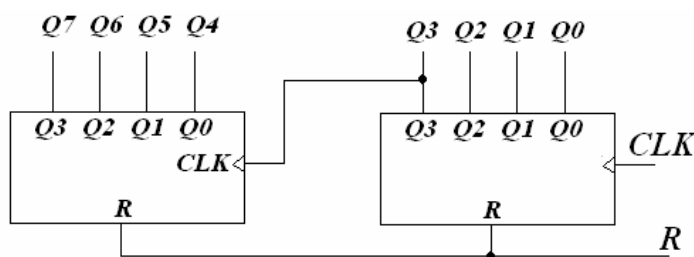 Q7 Q6 Q5 Q4 Q3 Q2 Q1 Q0
Q3 Q2 Q1 Q0 Q3 Q2 Q1 Q0
CLK CLK
R R
R